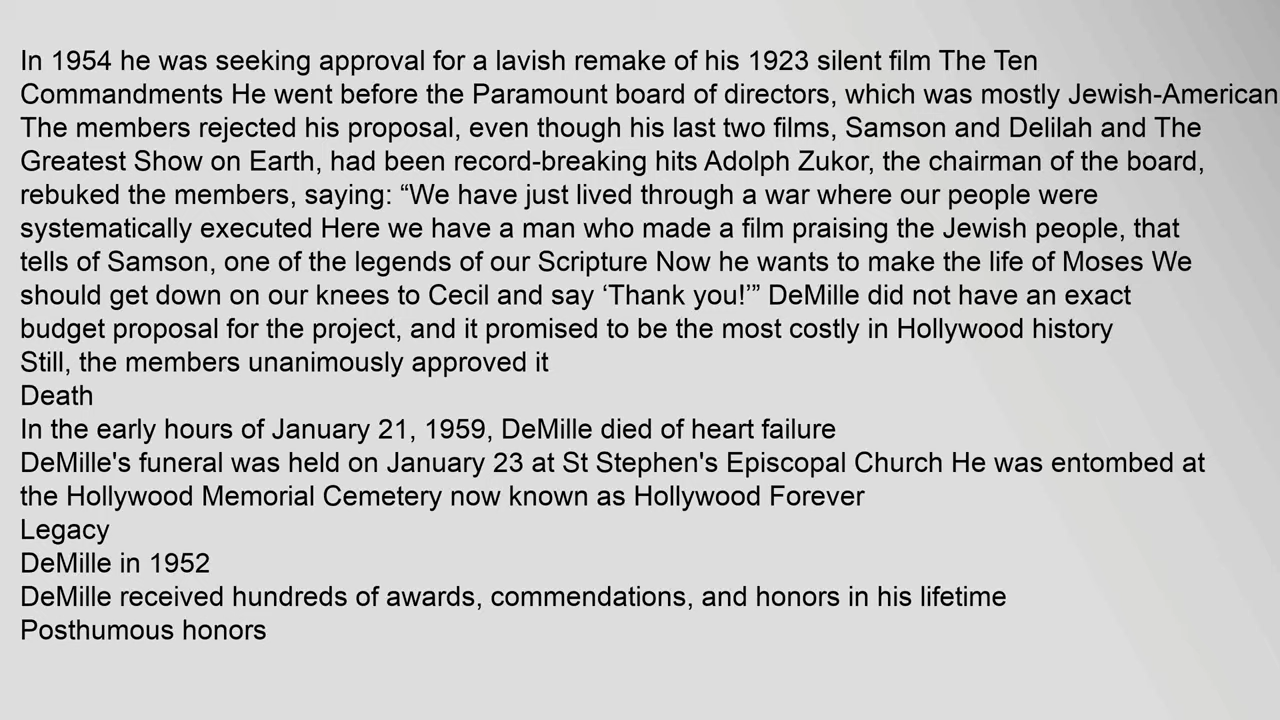 In 1954 he was seeking approval for a lavish remake of his 1923 silent film The Ten
Commandments He went before the Paramount board of directors, which was mostly Jewish-American
The members rejected his proposal, even though his last two films, Samson and Delilah and The
Greatest Show on Earth, had been record-breaking hits Adolph Zukor, the chairman of the board,
rebuked the members, saying: “We have just lived through a war where our people were
systematically executed Here we have a man who made a film praising the Jewish people, that
tells of Samson, one of the legends of our Scripture Now he wants to make the life of Moses We
should get down on our knees to Cecil and say ‘Thank you!’” DeMille did not have an exact
budget proposal for the project, and it promised to be the most costly in Hollywood history
Still, the members unanimously approved it
Death
In the early hours of January 21, 1959, DeMille died of heart failure
DeMille's funeral was held on January 23 at St Stephen's Episcopal Church He was entombed at
the Hollywood Memorial Cemetery now known as Hollywood Forever
Legacy
DeMille in 1952
DeMille received hundreds of awards, commendations, and honors in his lifetime
Posthumous honors